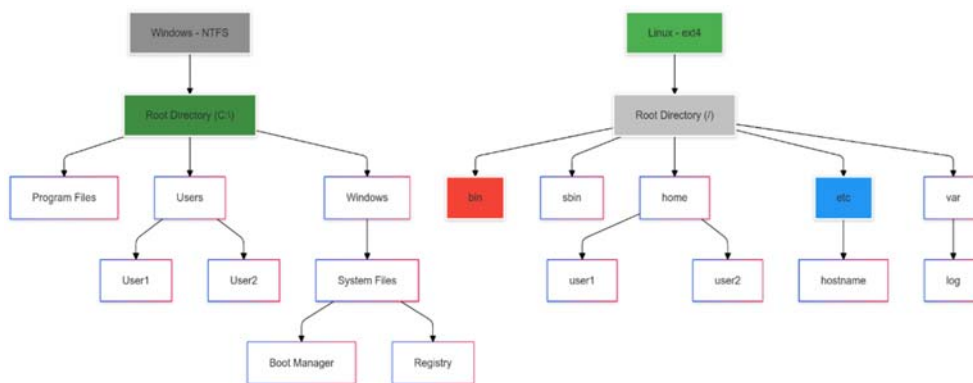 Windows - NTFS
Linux - ext4
Root Directory (C:\)
Root Directory (/)
Program Files
Users
Windows
bin
sbin
home
etc
var
User1
User2
System Files
user1
user2
hostname
log
Boot Manager
Registry